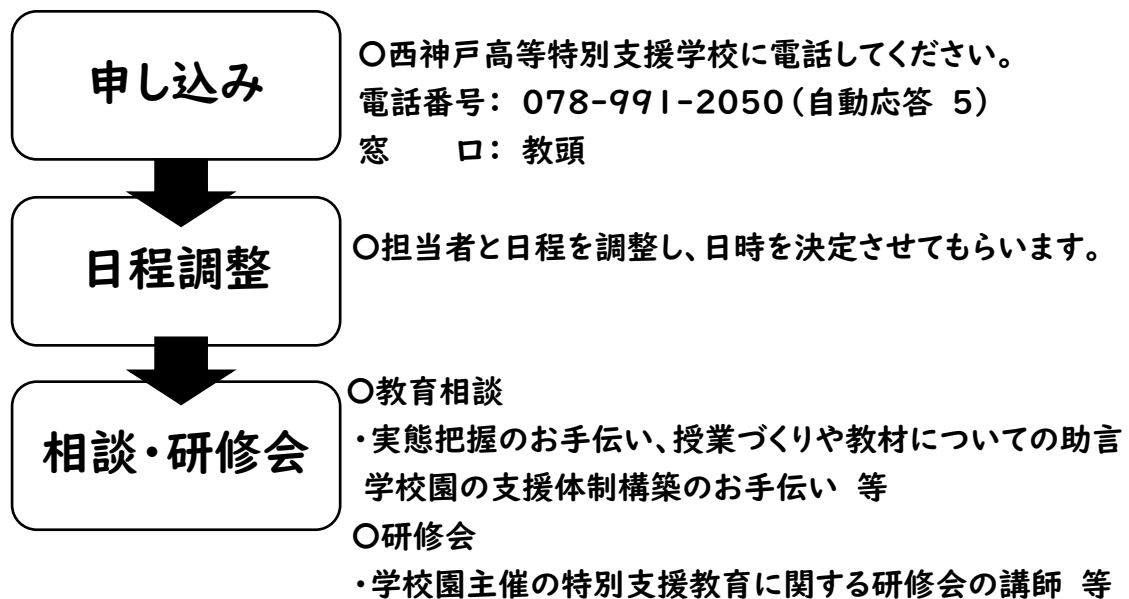 申し込み
〇西神戸高等特別支援学校に電話してください。
電話番号： 078-991-2050（自動応答 5）
窓　　口： 教頭
日程調整
〇担当者と日程を調整し、日時を決定させてもらいます。
相談・研修会
〇教育相談
・実態把握のお手伝い、授業づくりや教材についての助言
学校園の支援体制構築のお手伝い 等
〇研修会
・学校園主催の特別支援教育に関する研修会の講師 等